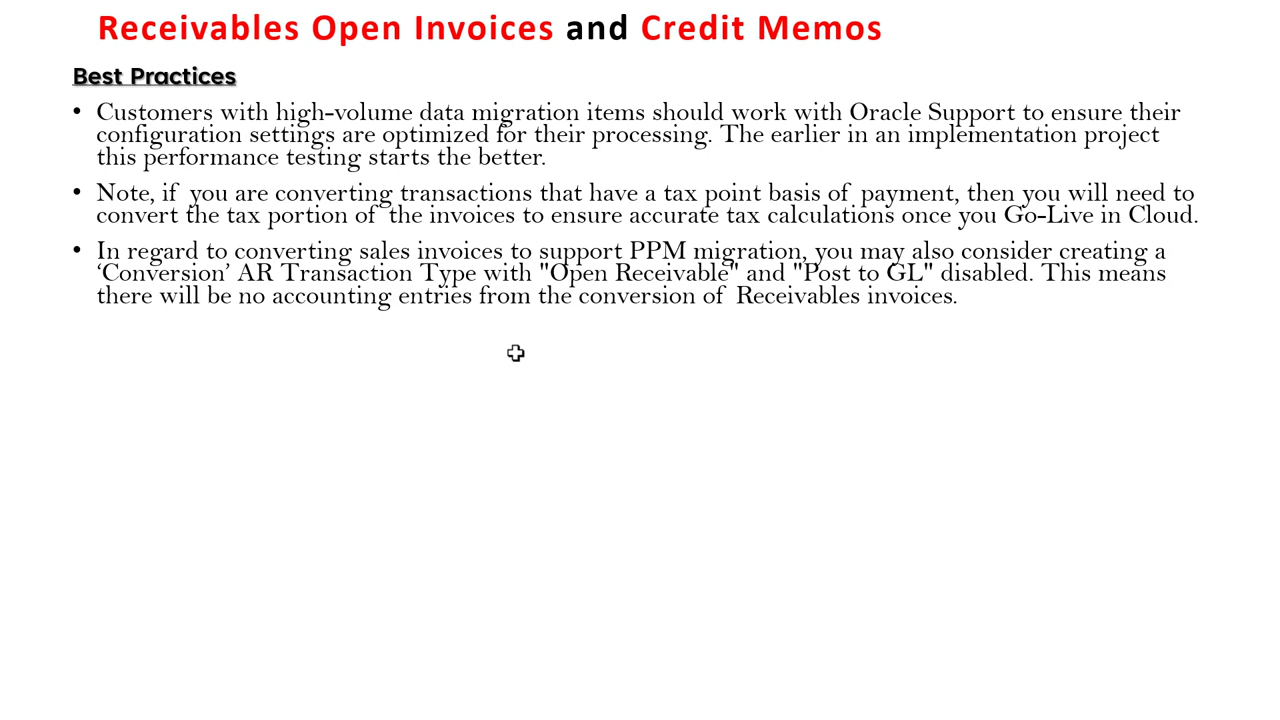 Receivables Open Invoices and Credit Memos
Best Practices
• Customers with high-volume data migration items should work with Oracle Support to ensure their
configuration settings are optimized for their processing. The earlier in an implementation project
this performance testing starts the better.
• Note, if you are converting transactions that have a tax point basis of payment, then you will need to
convert the tax portion of the invoices to ensure accurate tax calculations once you Go-Live in Cloud.
• In regard to converting sales invoices to support PPM migration, you may also consider creating a
‘Conversion’ AR Transaction Type with "Open Receivable" and "Post to GL" disabled. This means
there will be no accounting entries from the conversion of Receivables invoices.